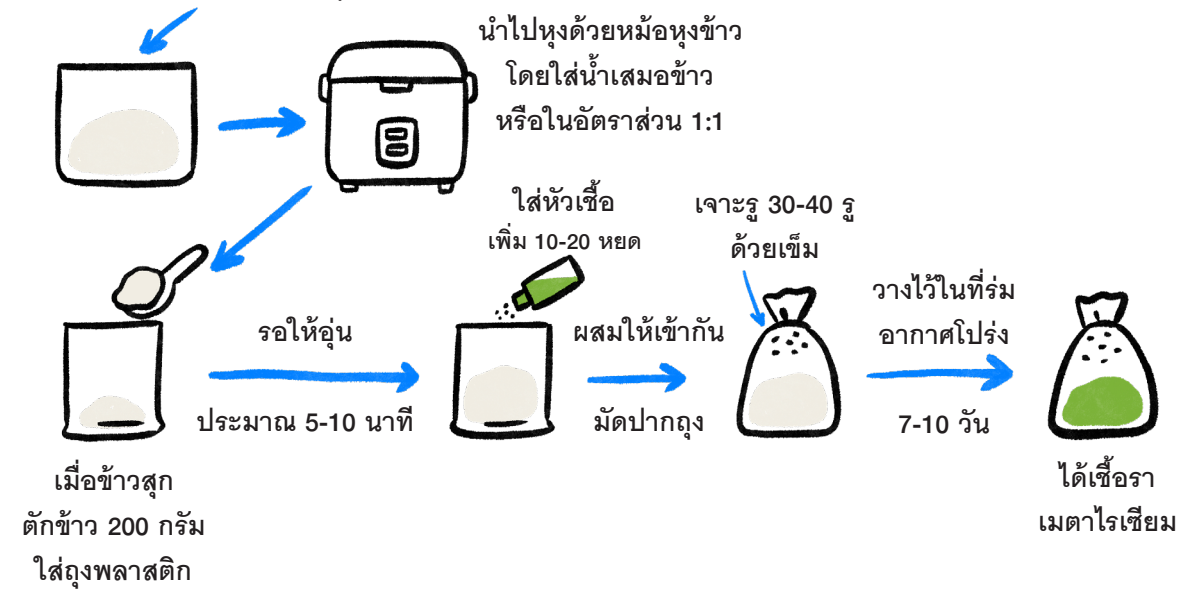 นำไปหุงด้วยหม้อหุงข้าว
โดยใส่น้ำเสมอข้าว
หรือในอัตราส่วน 1:1
ใส่หัวเชื้อ
เพิ่ม 10-20 หยด
เจาะรู 30-40 รู
ด้วยเข็ม
วางไว้ในที่ร่ม
อากาศโปร่ง
รอให้อุ่น
ผสมให้เข้ากัน
ประมาณ 5-10 นาที
มัดปากถุง
7-10 วัน
เมื่อข้าวสุก
ตักข้าว 200 กรัม
ใส่ถุงพลาสติก
ได้เชื้อรา
เมตาไรเซียม